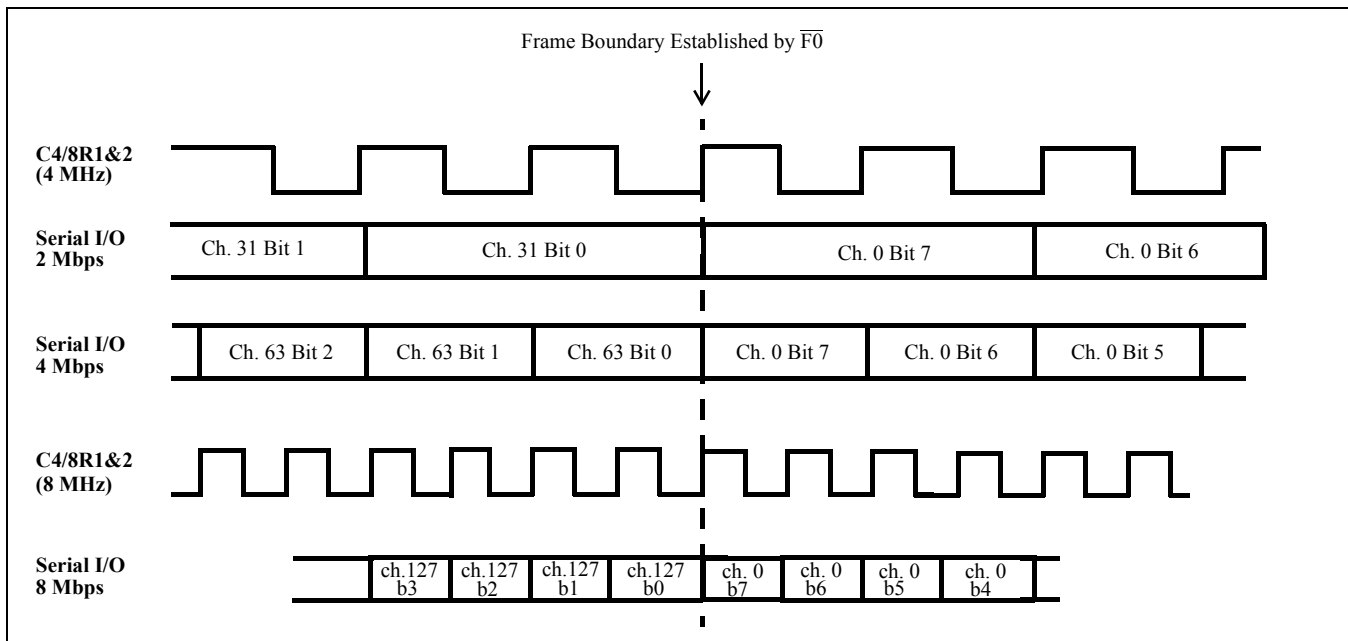 Frame Boundary Established by F̅0̅
C4/8R1&2
(4 MHz)
Serial I/O
2 Mbps
Ch. 31 Bit 1
Ch. 31 Bit 0
Ch. 0 Bit 7
Ch. 0 Bit 6
Serial I/O
4 Mbps
Ch. 63 Bit 2
Ch. 63 Bit 1
Ch. 63 Bit 0
Ch. 0 Bit 7
Ch. 0 Bit 6
Ch. 0 Bit 5
C4/8R1&2
(8 MHz)
Serial I/O
8 Mbps
ch.127
b3
ch.127
b2
ch.127
b1
ch.127
b0
ch. 0
b7
ch. 0
b6
ch. 0
b5
ch. 0
b4